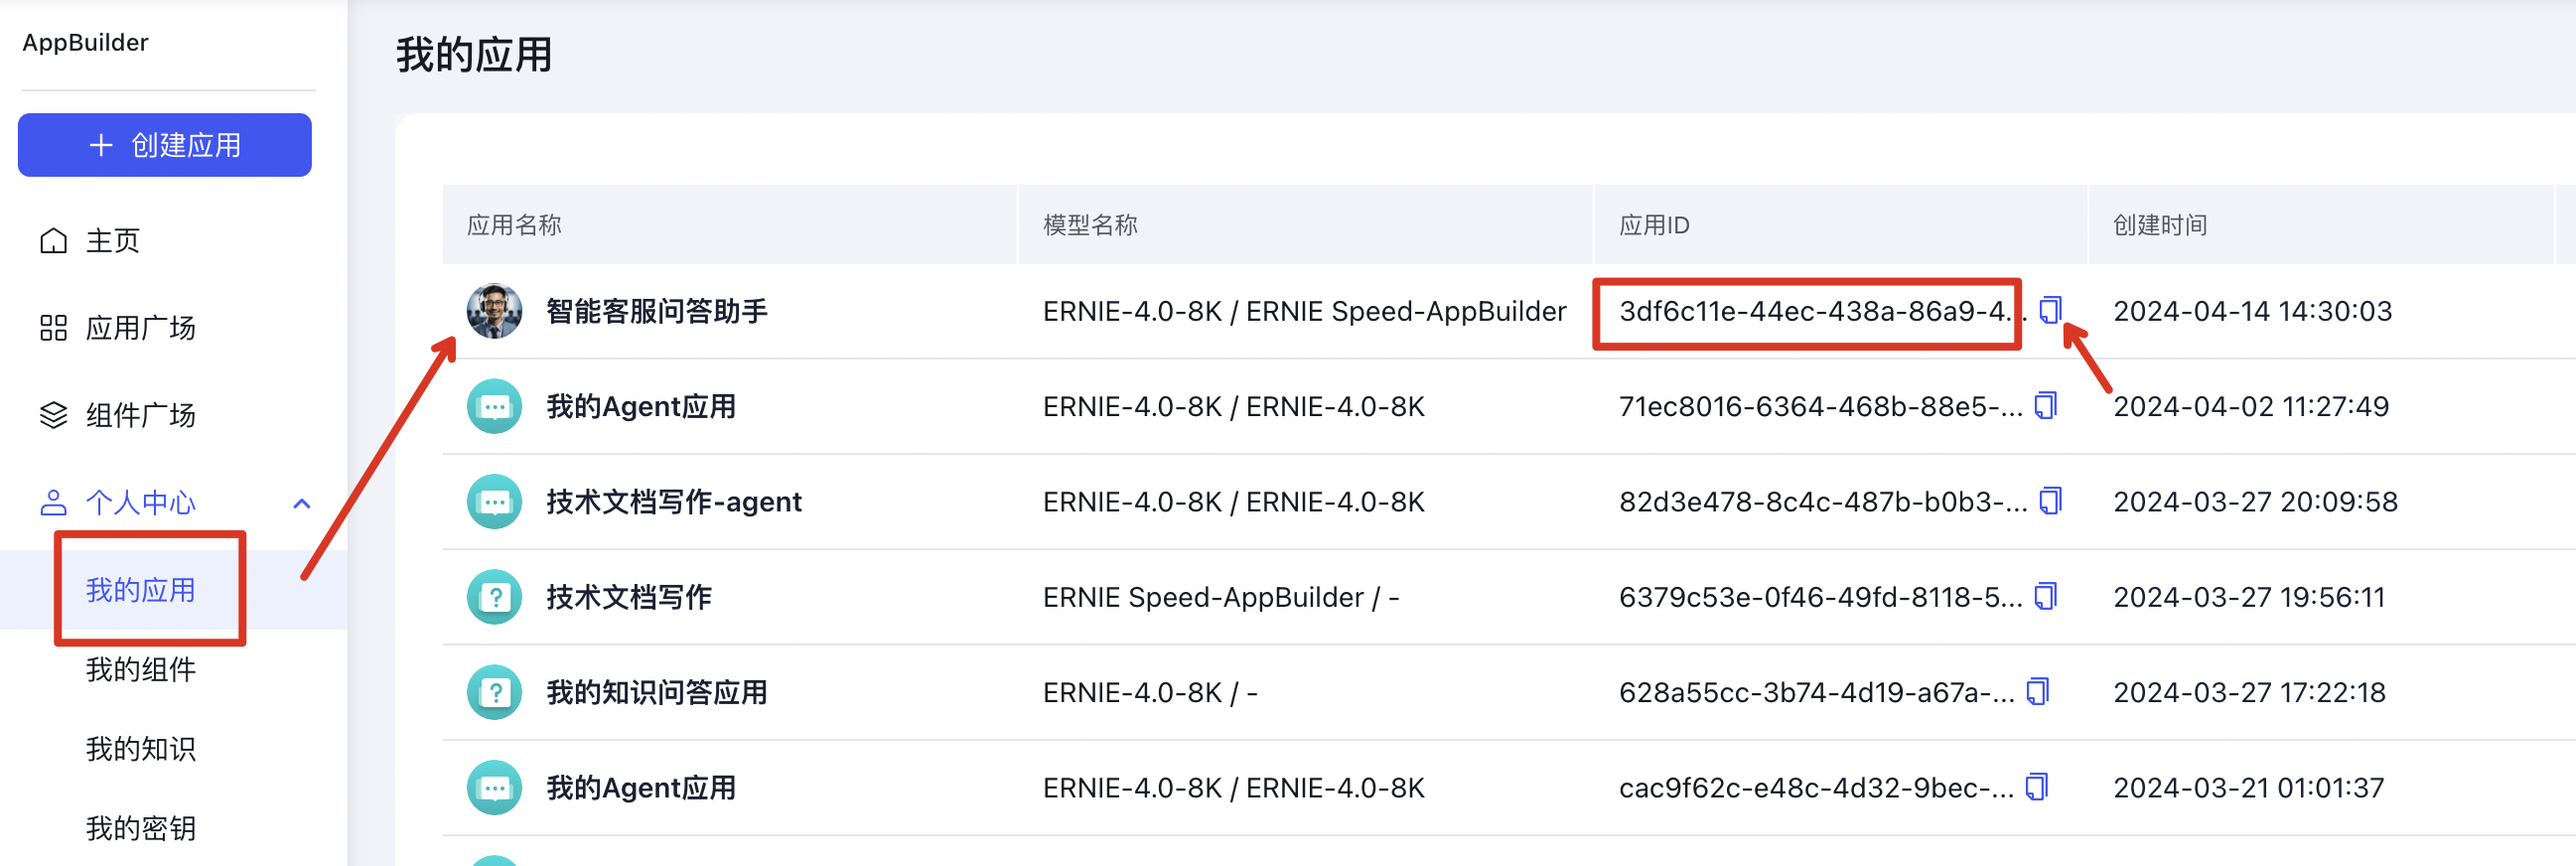 AppBuilder
我的应用
创建应用
主页
应用广场
组件广场
个人中心
我的应用
我的组件
我的知识
我的密钥
应用名称 模型名称 应用ID 创建时间
智能客服问答助手 ERNIE-4.0-8K / ERNIE Speed-AppBuilder 3df6c11e-44ec-438a-86a9-4... 2024-04-14 14:30:03
我的Agent应用 ERNIE-4.0-8K / ERNIE-4.0-8K 71ec8016-6364-468b-88e5-... 2024-04-02 11:27:49
技术文档写作-agent ERNIE-4.0-8K / ERNIE-4.0-8K 82d3e478-8c4c-487b-b0b3-... 2024-03-27 20:09:58
技术文档写作 ERNIE Speed-AppBuilder / - 6379c53e-0f46-49fd-8118-5... 2024-03-27 19:56:11
我的知识问答应用 ERNIE-4.0-8K / - 628a55cc-3b74-4d19-a67a-... 2024-03-27 17:22:18
我的Agent应用 ERNIE-4.0-8K / ERNIE-4.0-8K cac9f62c-e48c-4d32-9bec-... 2024-03-21 01:01:37